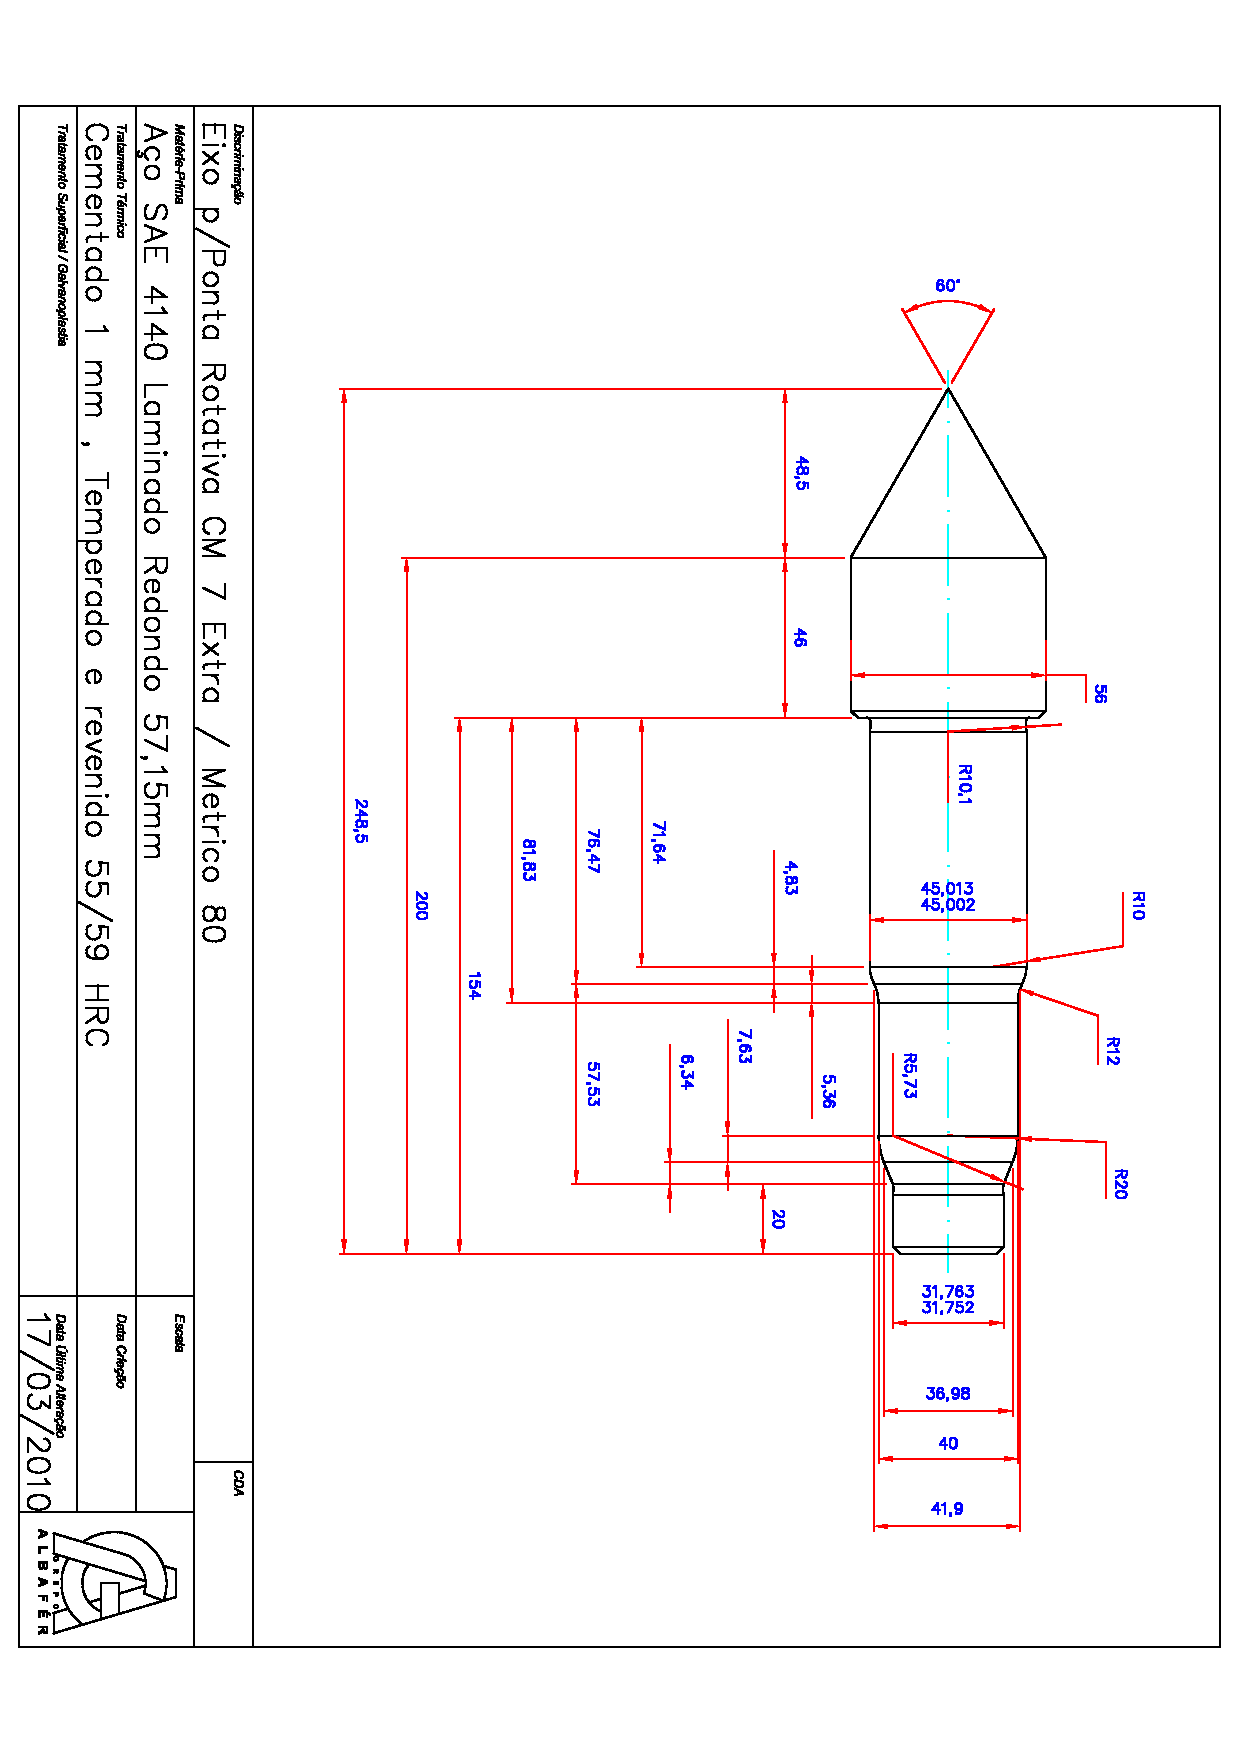 60°
48,5
46
56
R10,1
248,5
200
154
81,83
76,47
71,64
4,83
45,013
45,002
R10
R12
5,36
7,63
6,34
57,53
R5,73
R20
20
31,763
31,752
36,98
40
41,9
Discriminação
Eixo p/Ponta Rotativa CM 7 Extra / Metrico 80
CDA
Matéria-Prima
Aço SAE 4140 Laminado Redondo 57,15mm
Escala
Tratamento Térmico
Cementado 1 mm , Temperado e revenido 55/59 HRC
Data Criação
Tratamento Superficial / Galvanoplastia
Data Última Alteração
17/03/2010
GRUPO
ALBAFÉR